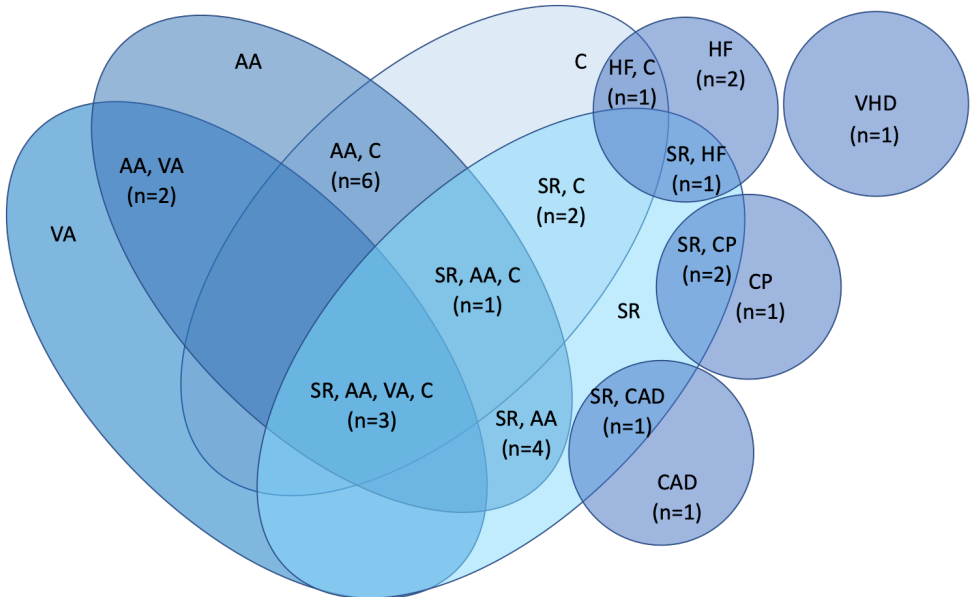 AA
C
HF
(n=2)
HF, C
(n=1)
VHD
(n=1)
AA, VA
(n=2)
AA, C
(n=6)
SR, HF
(n=1)
SR, C
(n=2)
VA
SR, CP
(n=2)
SR, AA, C
(n=1)
CP
(n=1)
SR
SR, AA, VA, C
(n=3)
SR, CAD
(n=1)
SR, AA
(n=4)
CAD
(n=1)